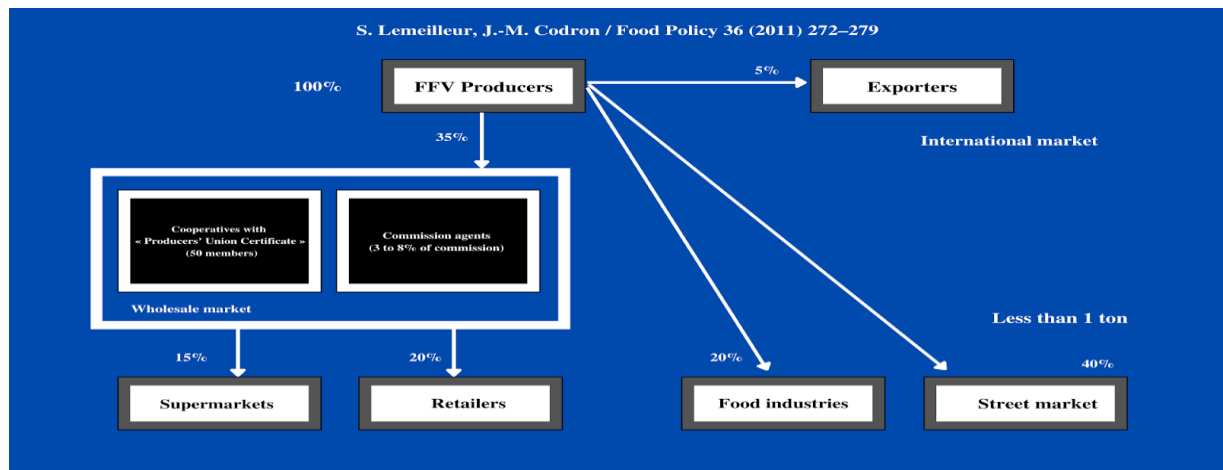 S. Lemeilleur, J.-M. Codron / Food Policy 36 (2011) 272–279
100%
FFV Producers
5%
Exporters
35%
International market
Cooperatives with
« Producers' Union Certificate »
(50 members)
Commission agents
(3 to 8% of commission)
Wholesale market
Less than 1 ton
15%
20%
20%
40%
Supermarkets
Retailers
Food industries
Street market